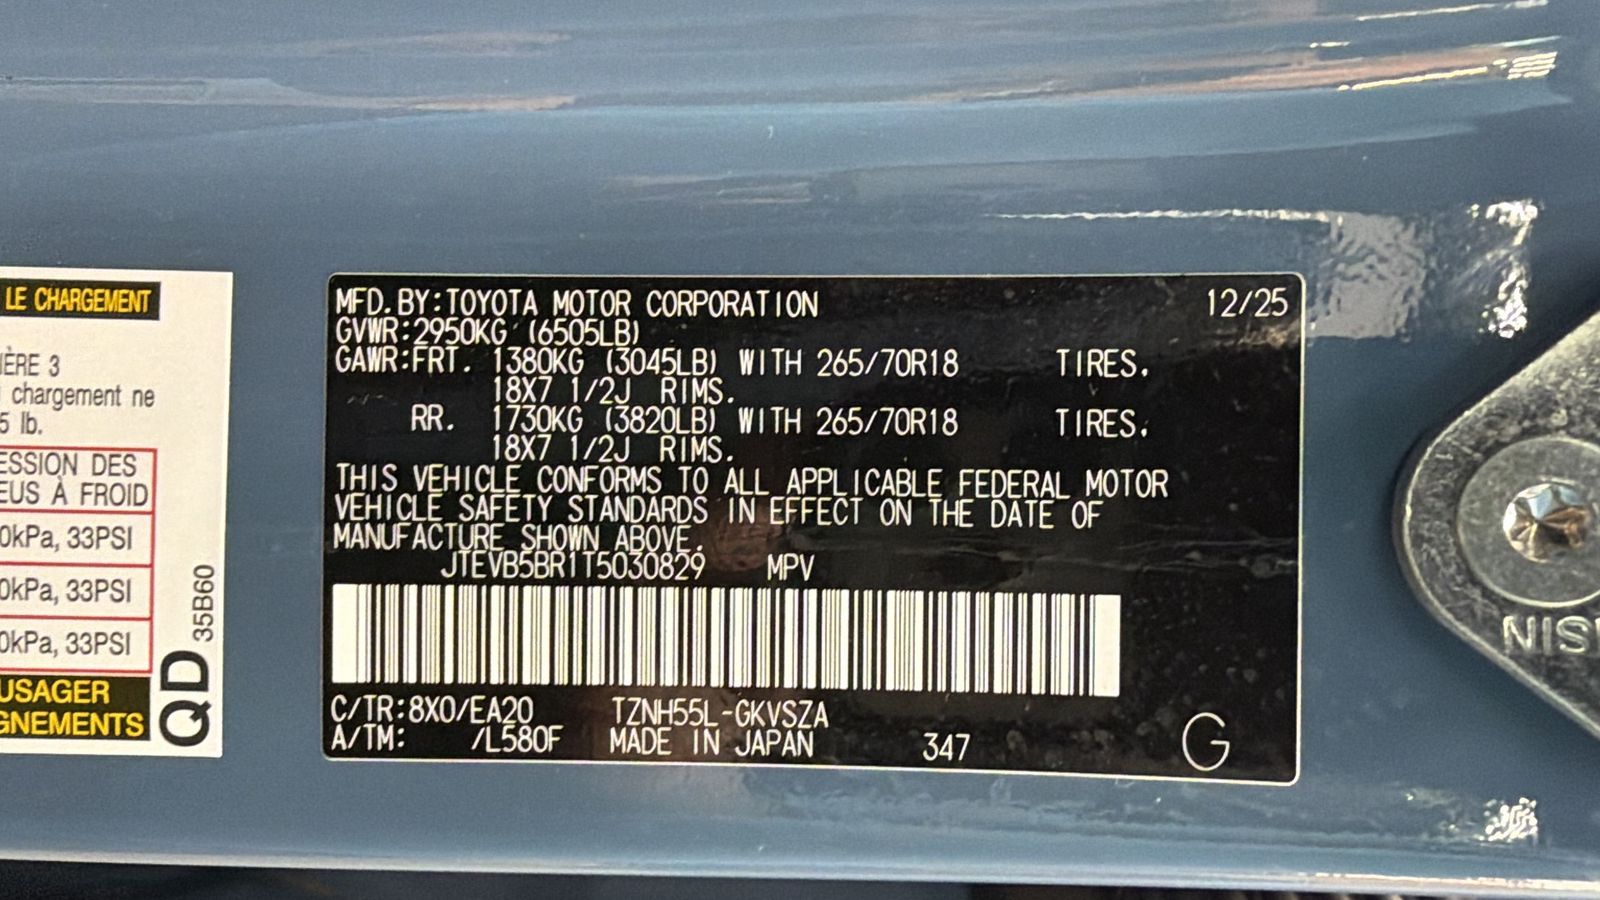 LE CHARGEMENT
IÈRE 3
chargement ne
5 lb.
ESSION DES
EUS À FROID
0kPa, 33PSI
0kPa, 33PSI
0kPa, 33PSI
USAGER
GNEMENTS
QD
35B60
MFD.BY:TOYOTA MOTOR CORPORATION 12/25
GVWR:2950KG (6505LB)
GAWR:FRT. 1380KG (3045LB) WITH 265/70R18 TIRES.
18X7 1/2J RIMS.
RR. 1730KG (3820LB) WITH 265/70R18 TIRES.
18X7 1/2J RIMS.
THIS VEHICLE CONFORMS TO ALL APPLICABLE FEDERAL MOTOR
VEHICLE SAFETY STANDARDS IN EFFECT ON THE DATE OF
MANUFACTURE SHOWN ABOVE.
JTEVB5BR1T5030829 MPV
C/TR:8X0/EA20 TZNH55L-GKVSZA
A/TM: /L580F MADE IN JAPAN 347 G
NIS